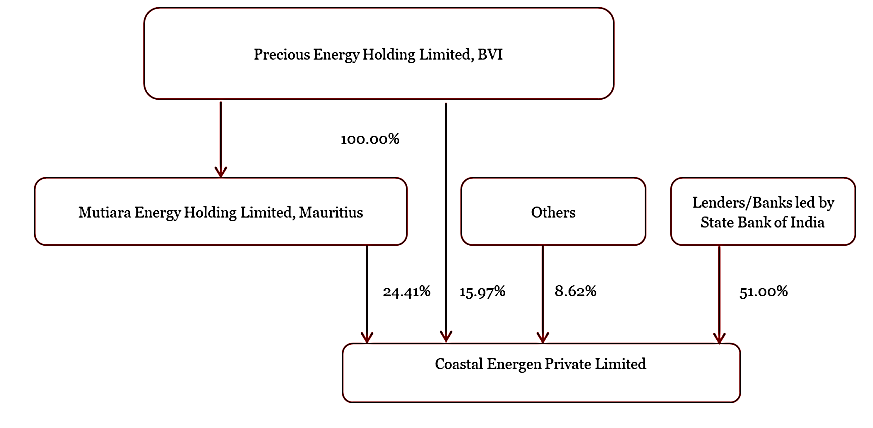 Precious Energy Holding Limited, BVI
100.00%
Mutiara Energy Holding Limited, Mauritius
Others
Lenders/Banks led by
State Bank of India
24.41%
15.97%
8.62%
51.00%
Coastal Energen Private Limited